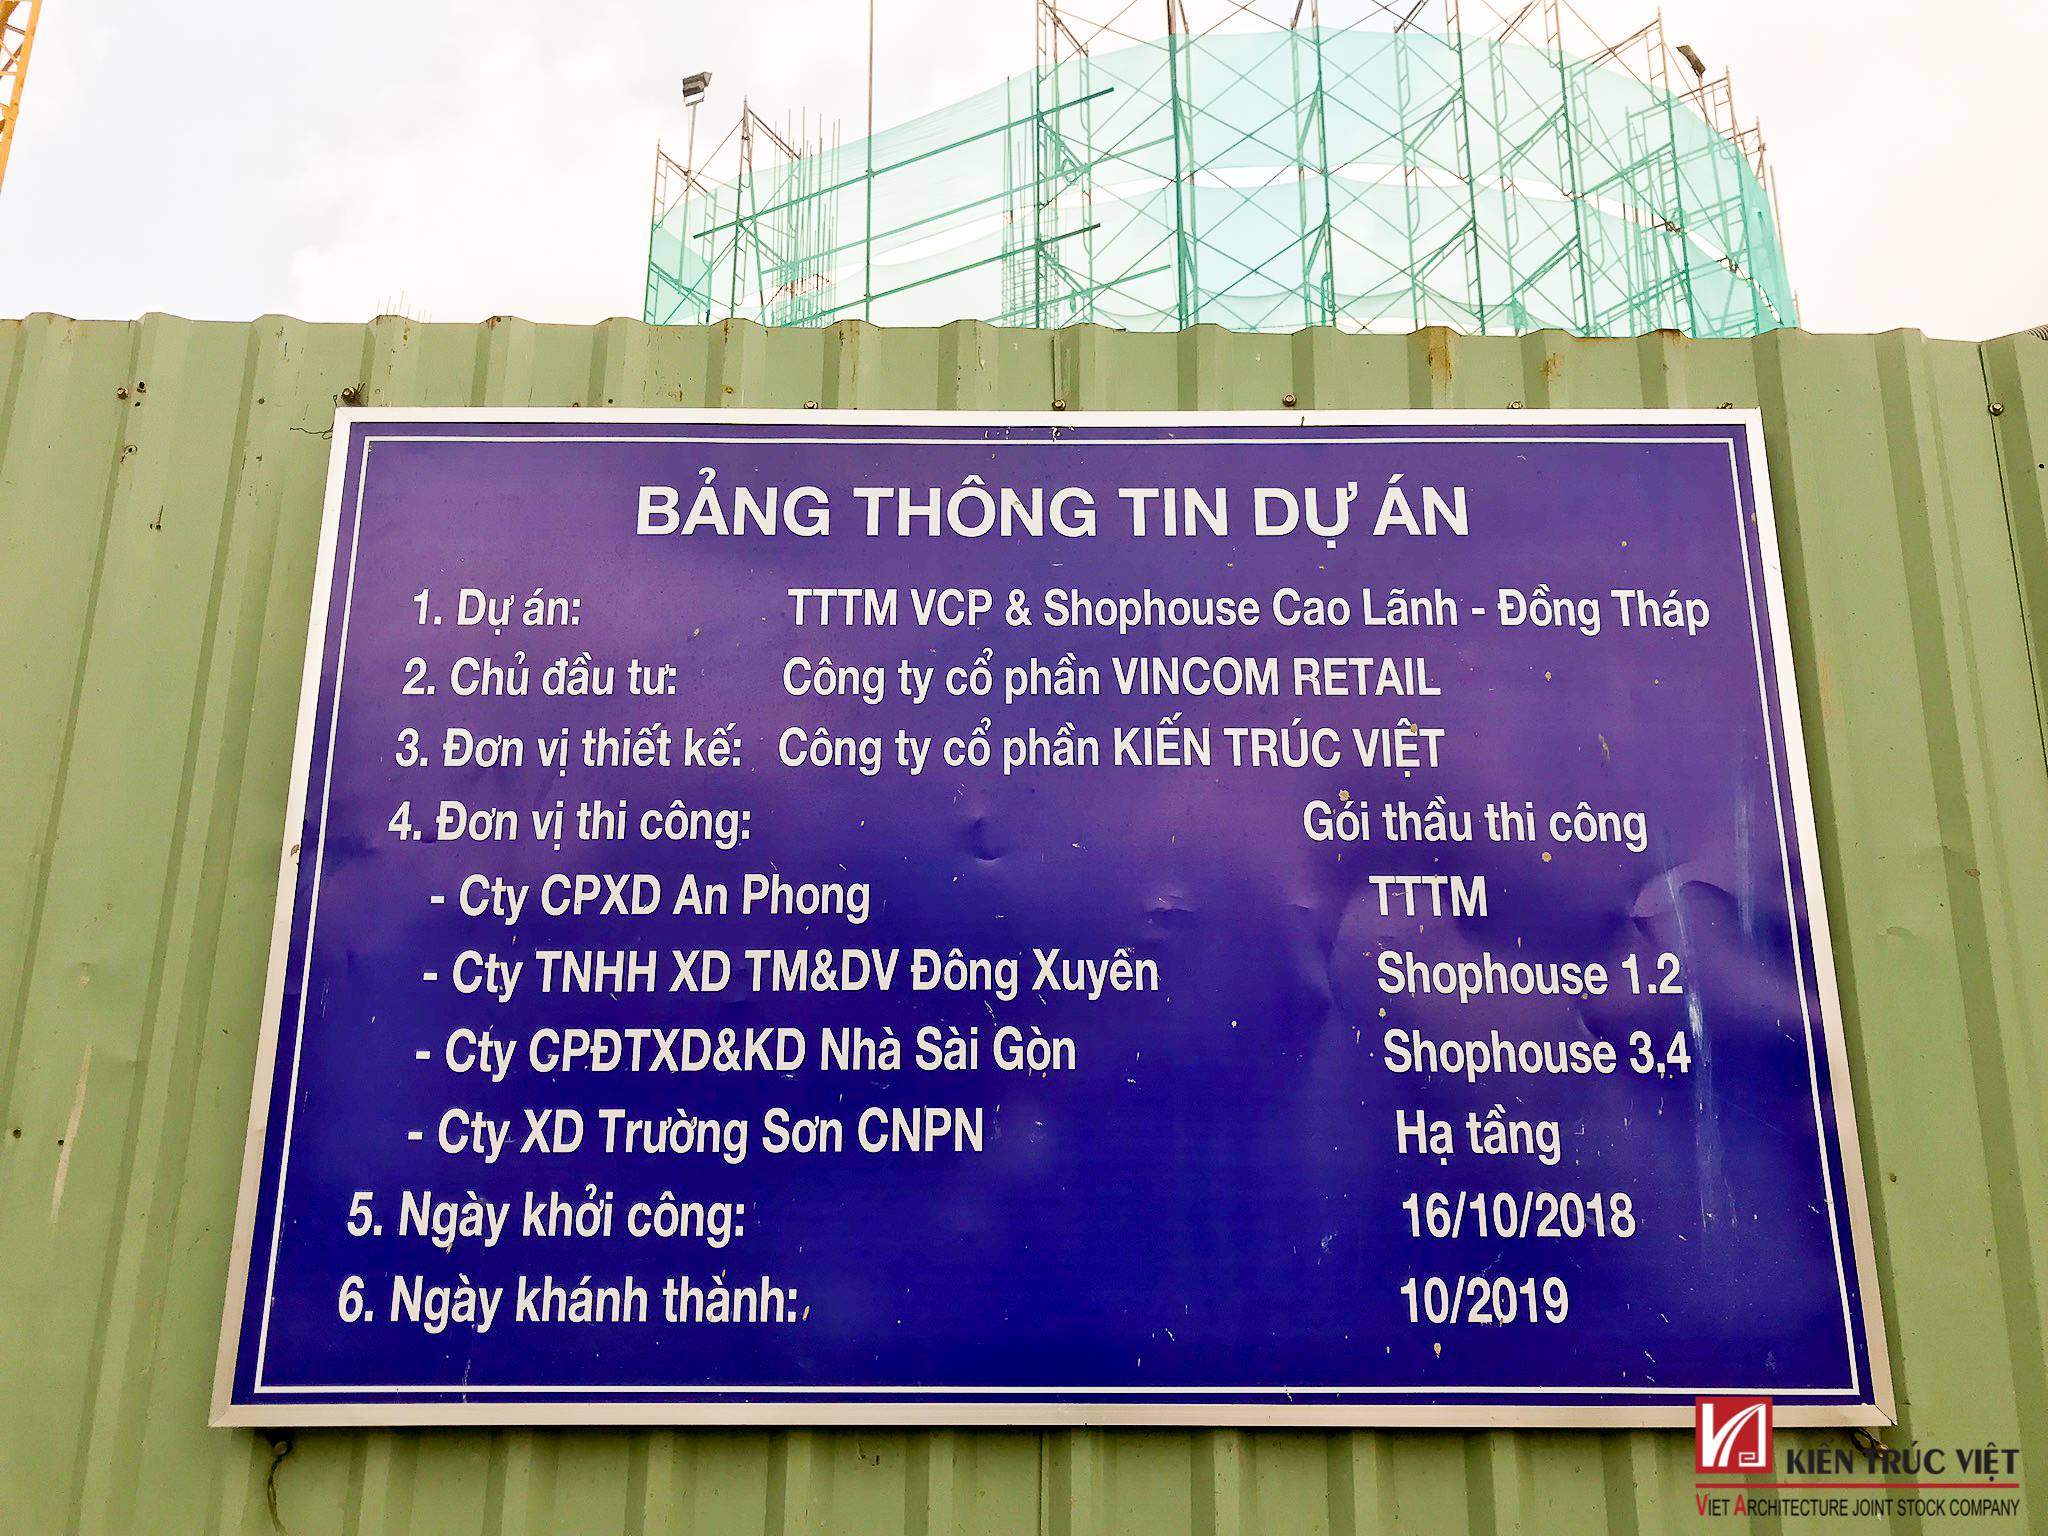 BẢNG THÔNG TIN DỰ ÁN
1. Dự án: TTTM VCP & Shophouse Cao Lãnh - Đồng Tháp
2. Chủ đầu tư: Công ty cổ phần VINCOM RETAIL
3. Đơn vị thiết kế: Công ty cổ phần KIẾN TRÚC VIỆT
4. Đơn vị thi công: Gói thầu thi công
- Cty CPXD An Phong TTTM
- Cty TNHH XD TM&DV Đông Xuyên Shophouse 1.2
- Cty CPĐTXD&KD Nhà Sài Gòn Shophouse 3,4
- Cty XD Trường Sơn CNPN Hạ tầng
5. Ngày khởi công: 16/10/2018
6. Ngày khánh thành: 10/2019
KIẾN TRÚC VIỆT
VIET ARCHITECTURE JOINT STOCK COMPANY